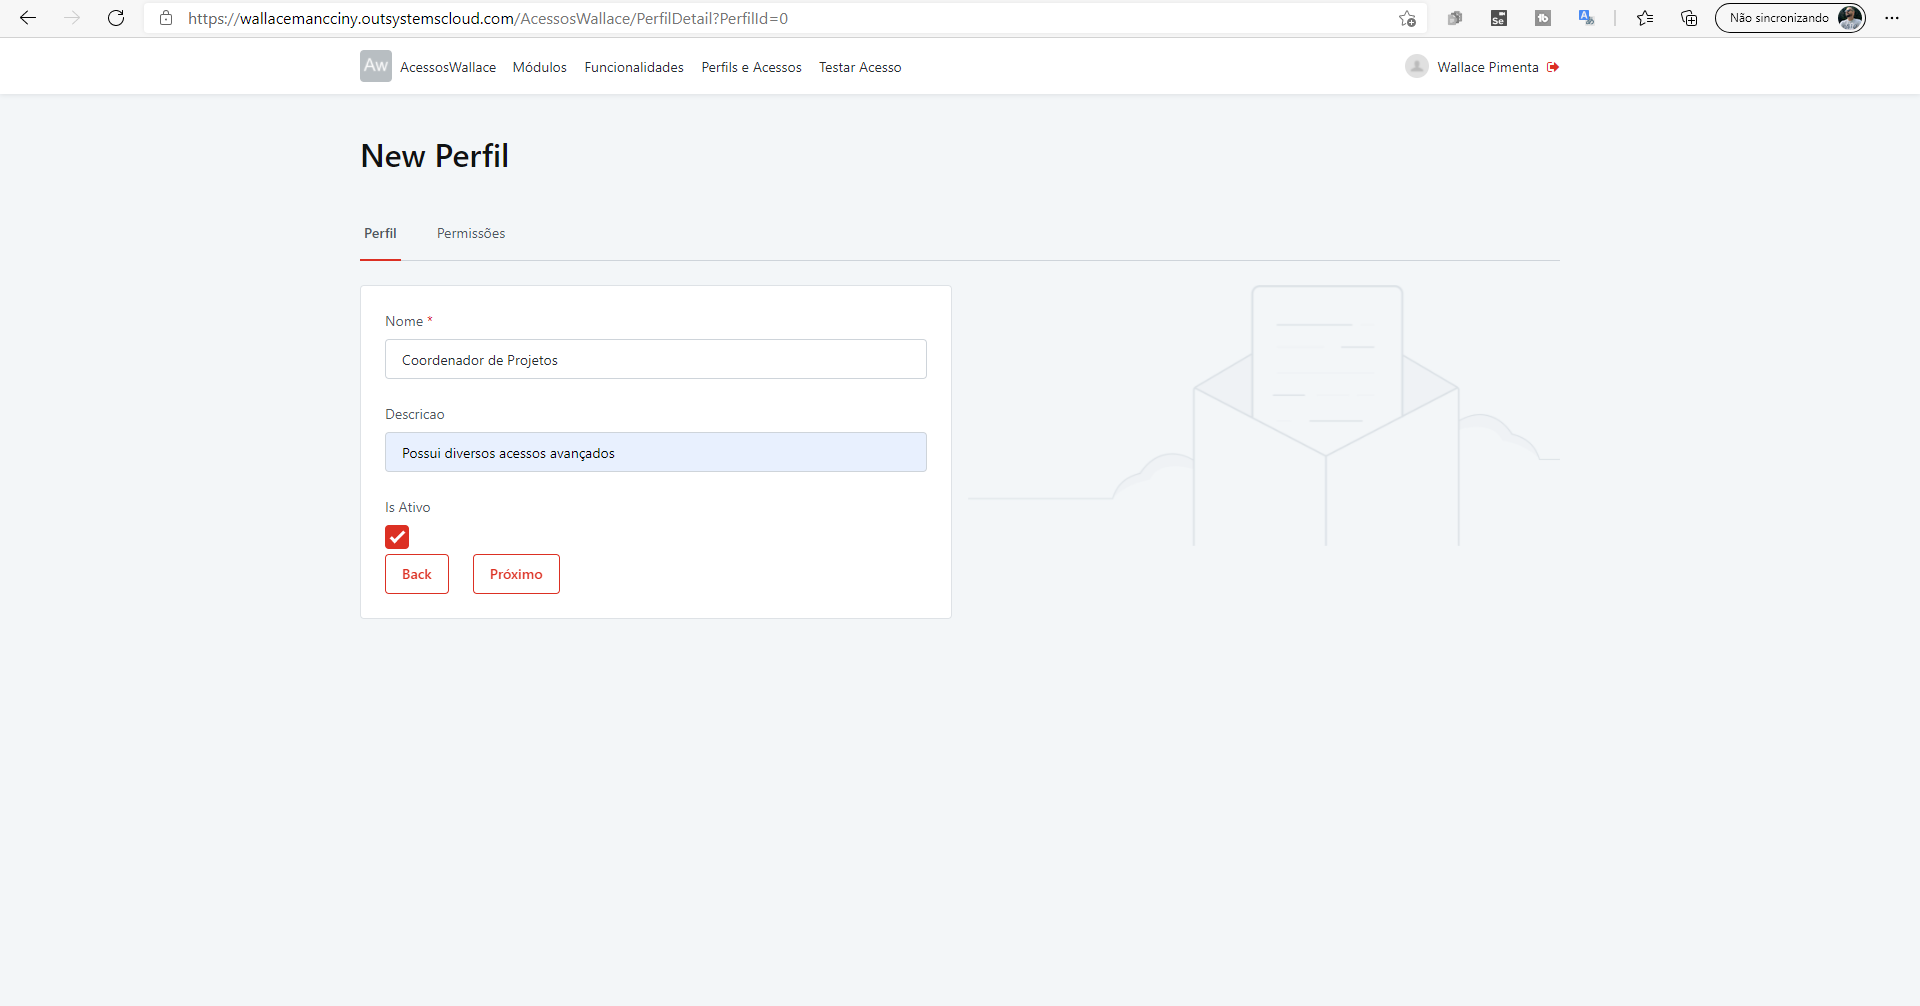 https://wallacemancciny.outsystemscloud.com/AcessosWallace/PerfilDetail?PerfilId=0
Não sincronizando
Aw AcessosWallace Módulos Funcionalidades Perfils e Acessos Testar Acesso Wallace Pimenta
New Perfil
Perfil Permissões
Nome *
Coordenador de Projetos
Descricao
Possui diversos acessos avançados
Is Ativo
Back Próximo